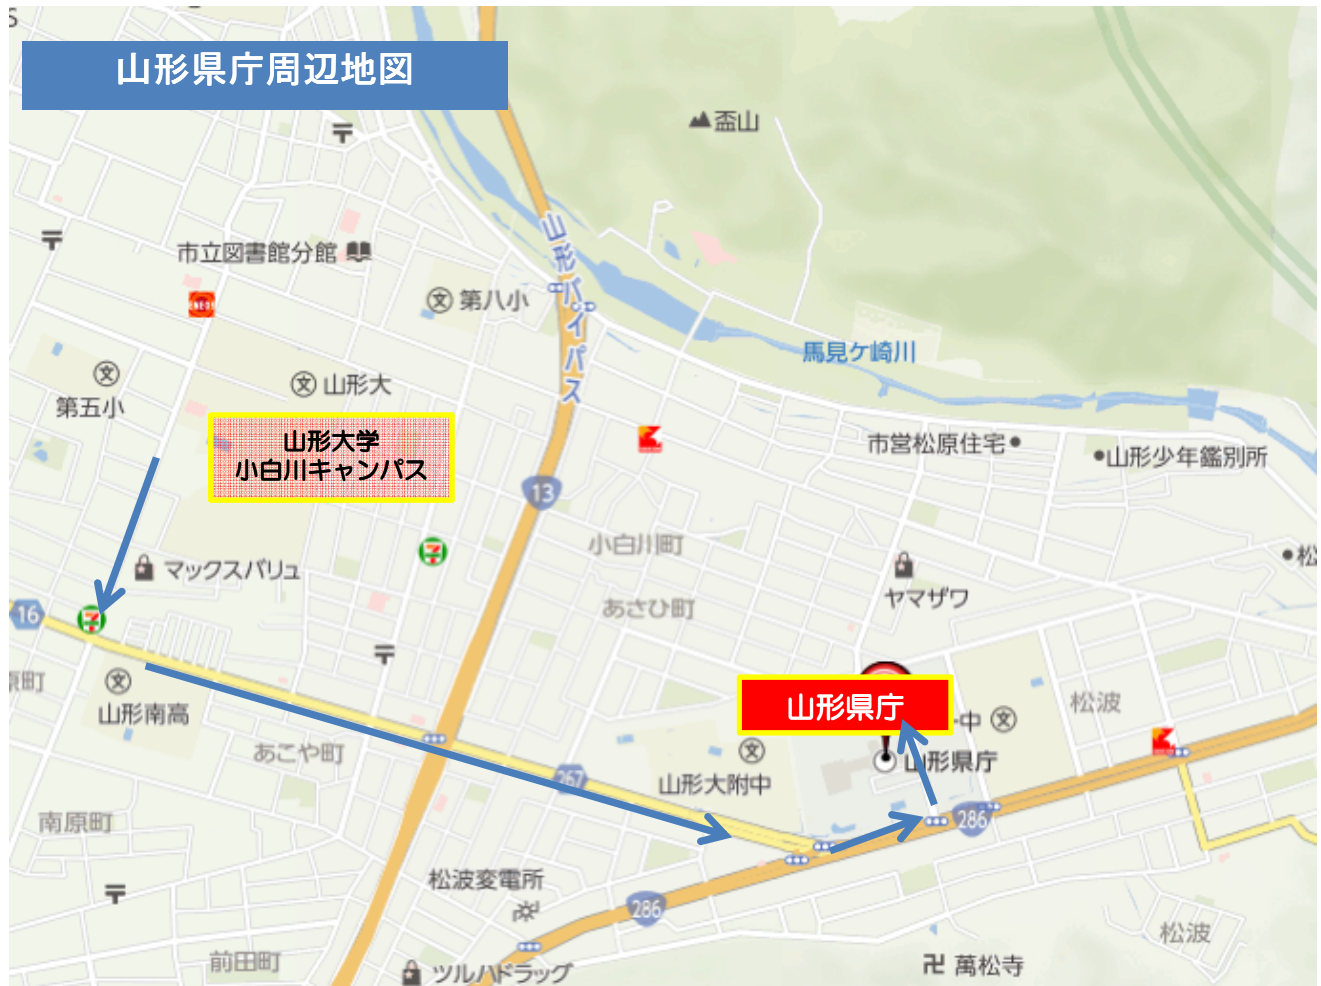 S
山形県庁周辺地図
盃山
山形バイパス
市立図書館分館
ENEOS
第八小
馬見ケ崎川
第五小
山形大
山形大学
小白川キャンパス
市営松原住宅
山形少年鑑別所
13
小白川町
マックスバリュ
松
ヤマザワ
あさひ町
16
原町
山形南高
山形県庁
中
松波
あこや町
山形県庁
267
山形大附中
南原町
286
松波変電所
286
松波
前田町
ツルハドラッグ
萬松寺